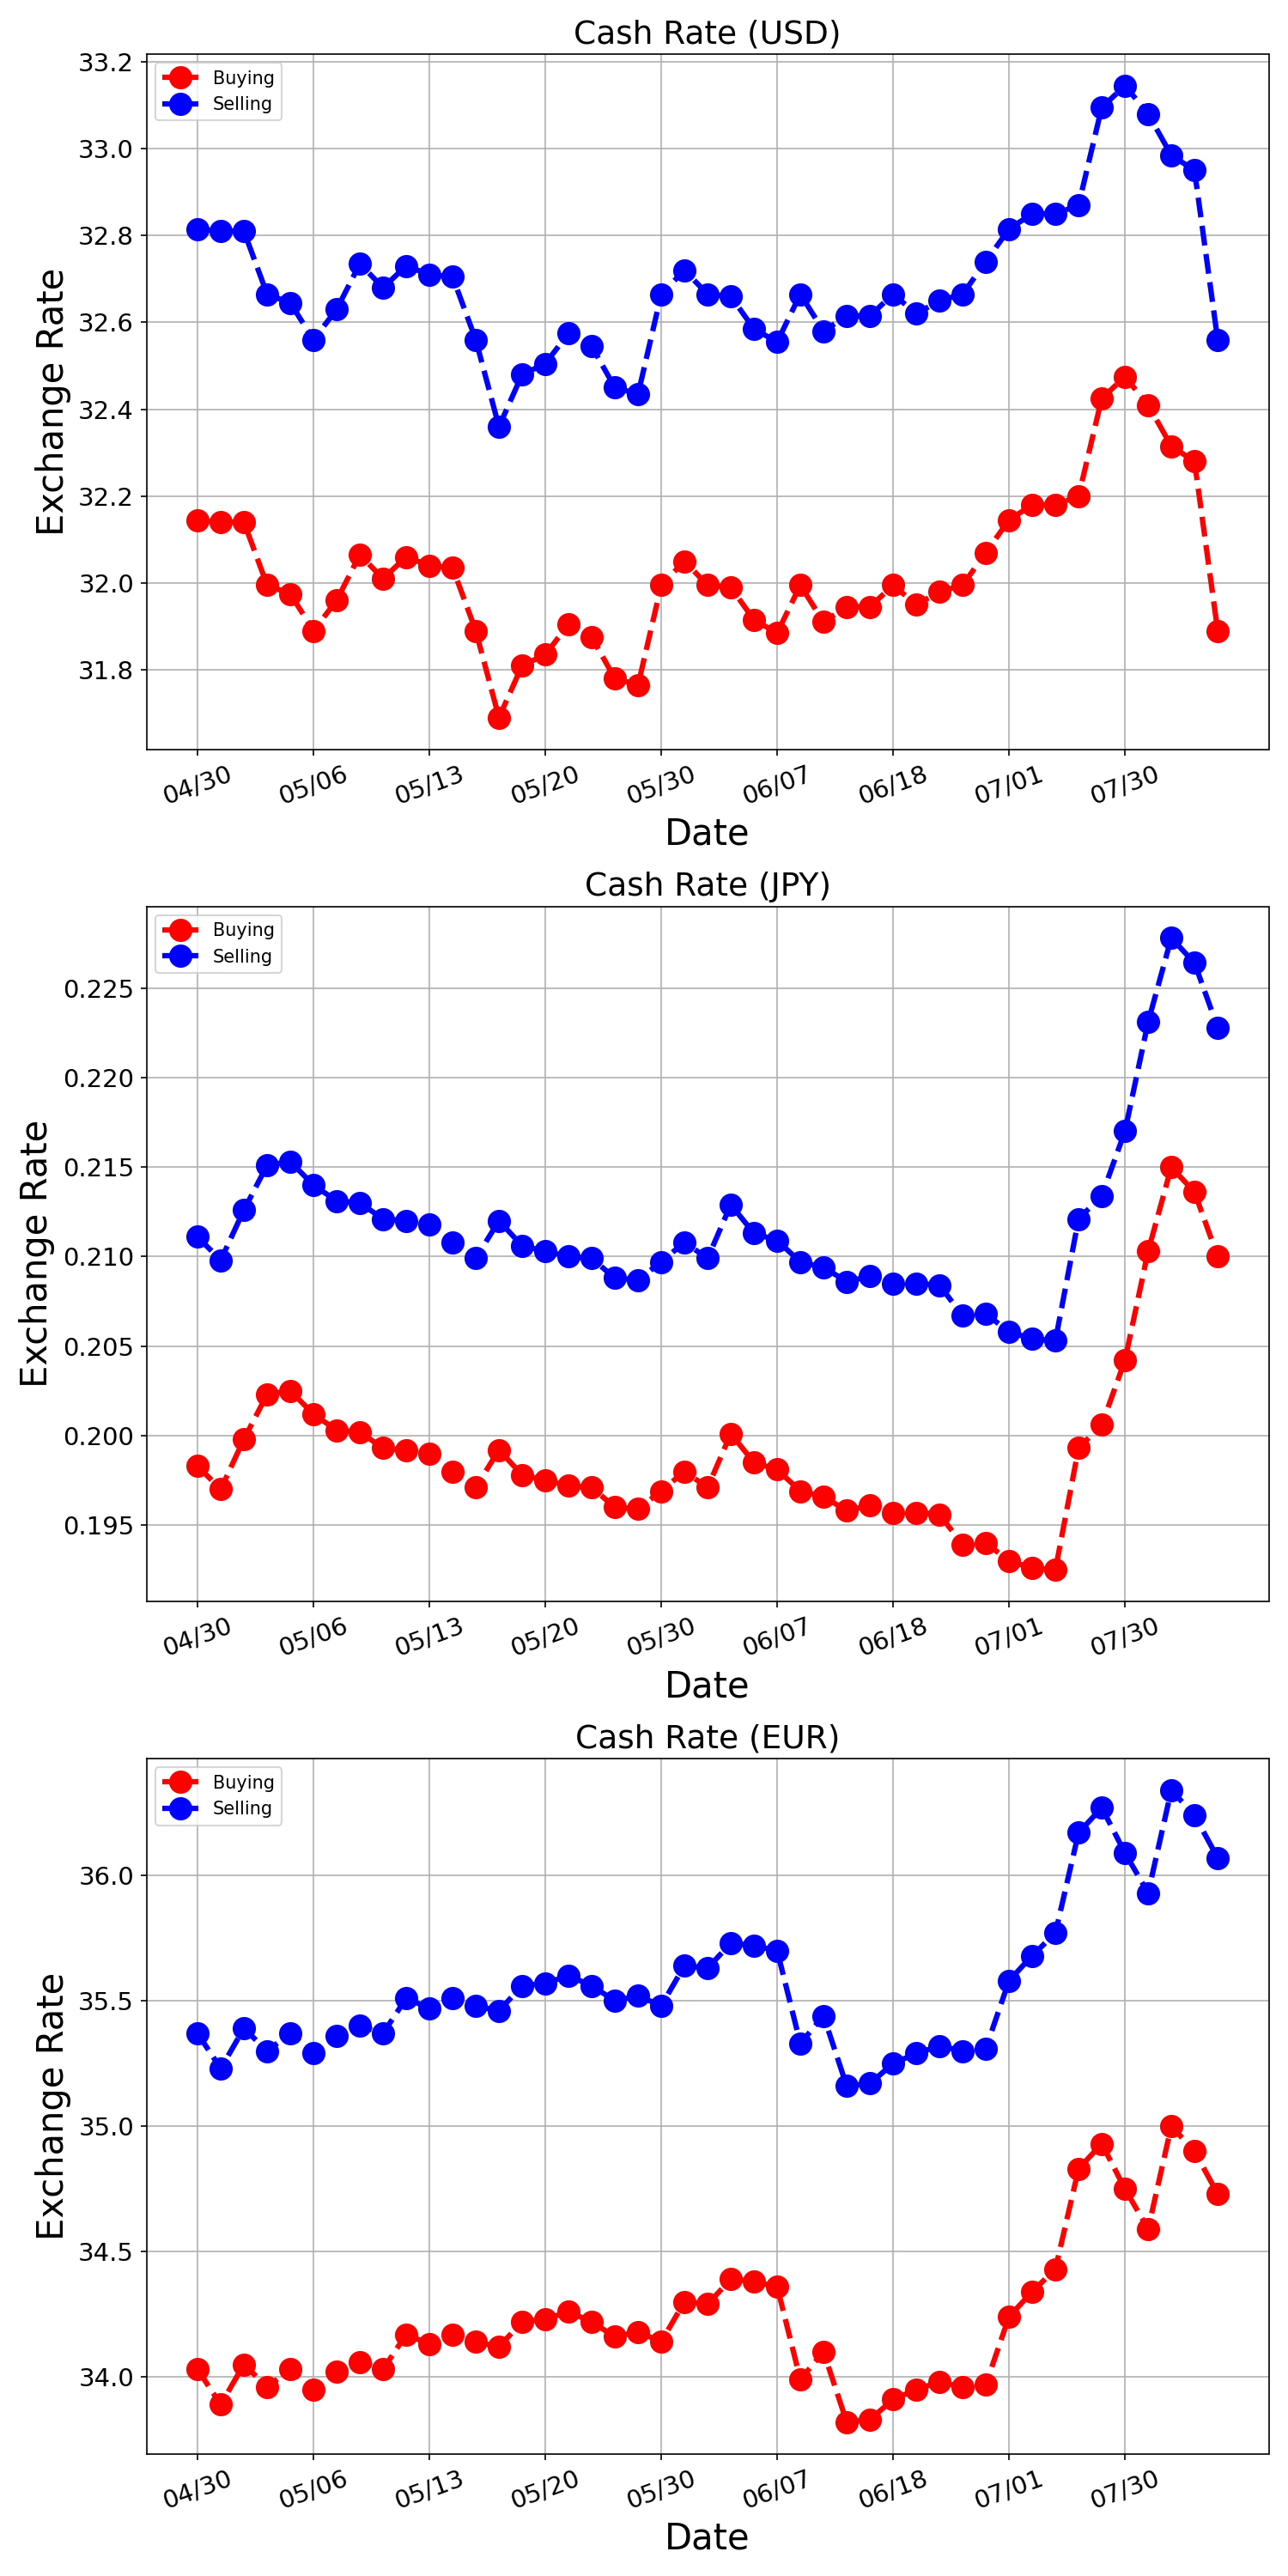 Cash Rate (USD)
Buying
Selling
33.2
33.0
32.8
32.6
32.4
32.2
32.0
31.8
Exchange Rate
04/30 05/06 05/13 05/20 05/30 06/07 06/18 07/01 07/30
Date
Cash Rate (JPY)
Buying
Selling
0.225
0.220
0.215
0.210
0.205
0.200
0.195
Exchange Rate
04/30 05/06 05/13 05/20 05/30 06/07 06/18 07/01 07/30
Date
Cash Rate (EUR)
Buying
Selling
36.0
35.5
35.0
34.5
34.0
Exchange Rate
04/30 05/06 05/13 05/20 05/30 06/07 06/18 07/01 07/30
Date